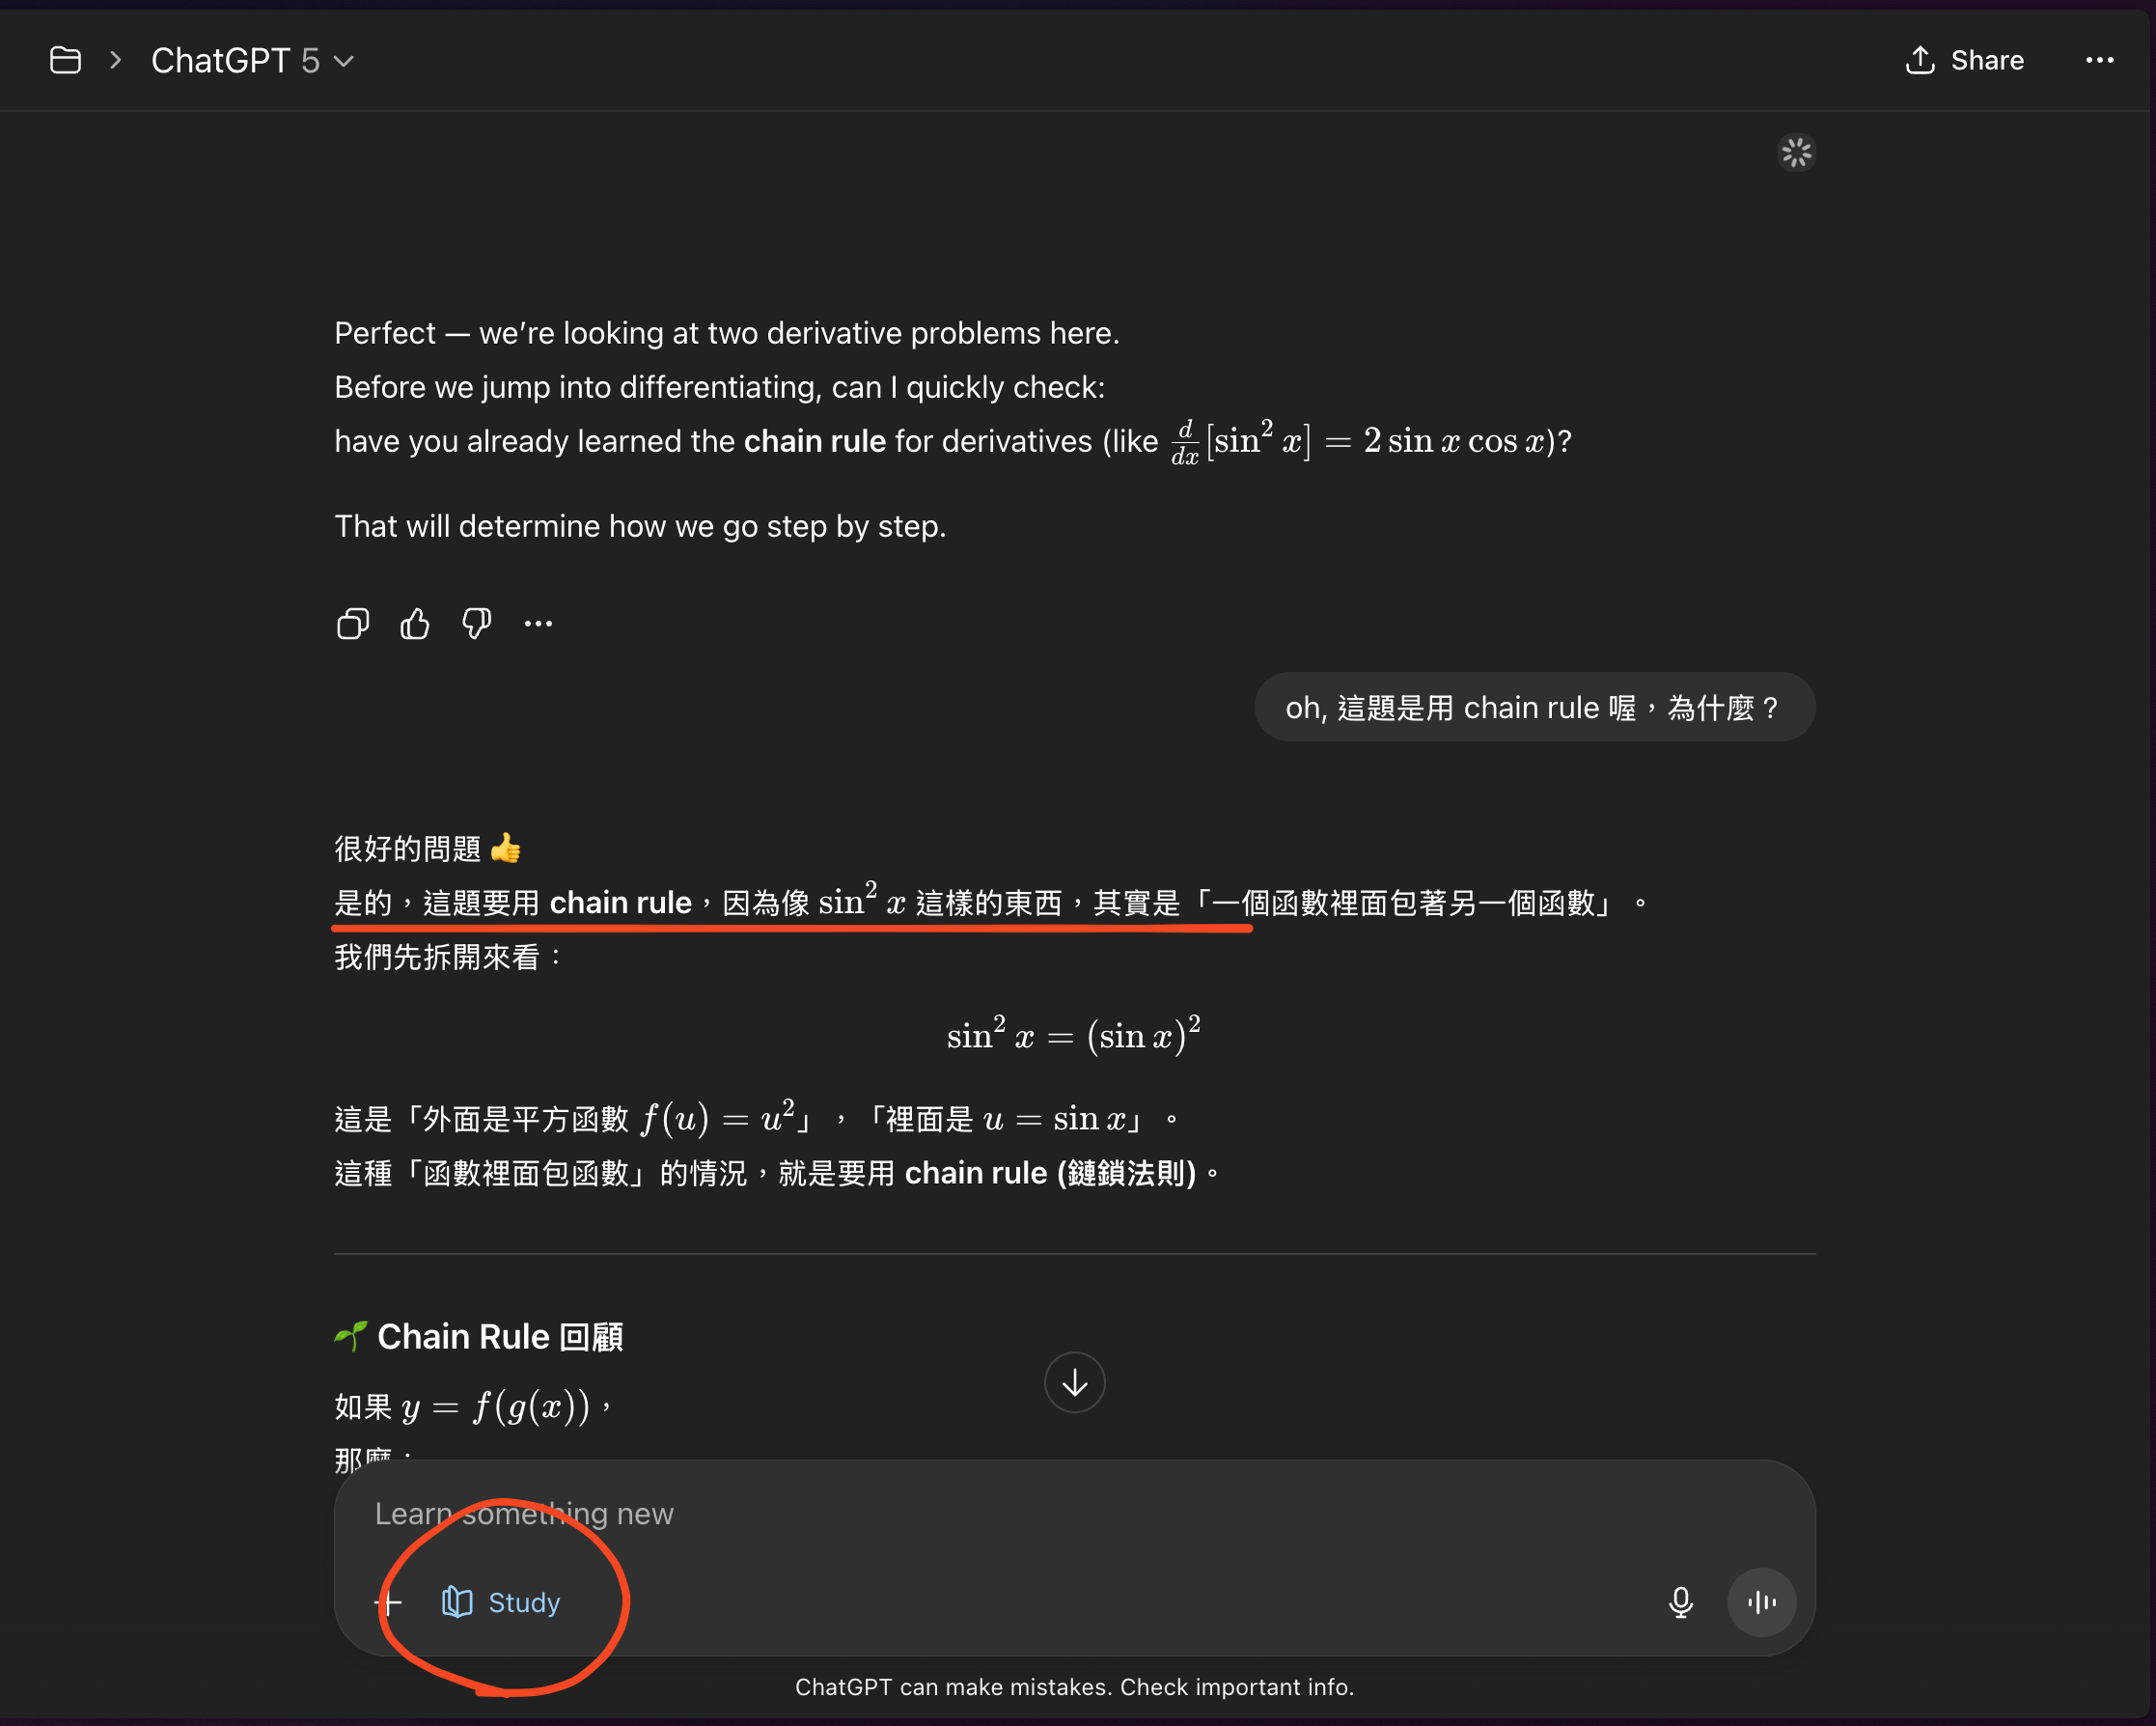 ChatGPT 5
Share
Perfect — we’re looking at two derivative problems here.
Before we jump into differentiating, can I quickly check:
have you already learned the chain rule for derivatives (like d/dx[sin² x] = 2 sin x cos x)?
That will determine how we go step by step.
oh, 這題是用 chain rule 喔，為什麼？
很好的問題👍
是的，這題要用 chain rule，因為像 sin² x 這樣的東西，其實是「一個函數裡面包著另一個函數」。
我們先拆開來看：
sin² x = (sin x)²
這是「外面是平方函數 f(u) = u²」，「裡面是 u = sin x」。
這種「函數裡面包函數」的情況，就是要用 chain rule (鏈鎖法則)。
🌱 Chain Rule 回顧
如果 y = f(g(x))，
那麼：
Learn something new
Study
ChatGPT can make mistakes. Check important info.